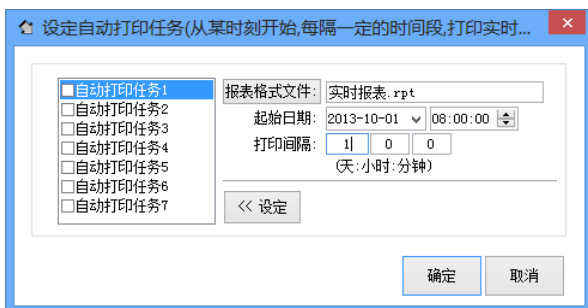 设定自动打印任务(从某时刻开始,每隔一定的时间段,打印实时...
自动打印任务1
自动打印任务2
自动打印任务3
自动打印任务4
自动打印任务5
自动打印任务6
自动打印任务7
报表格式文件: 实时报表.rpt
起始日期: 2013-10-01 08:00:00
打印间隔: 1 0 0
(天:小时:分钟)
<< 设定
确定 取消